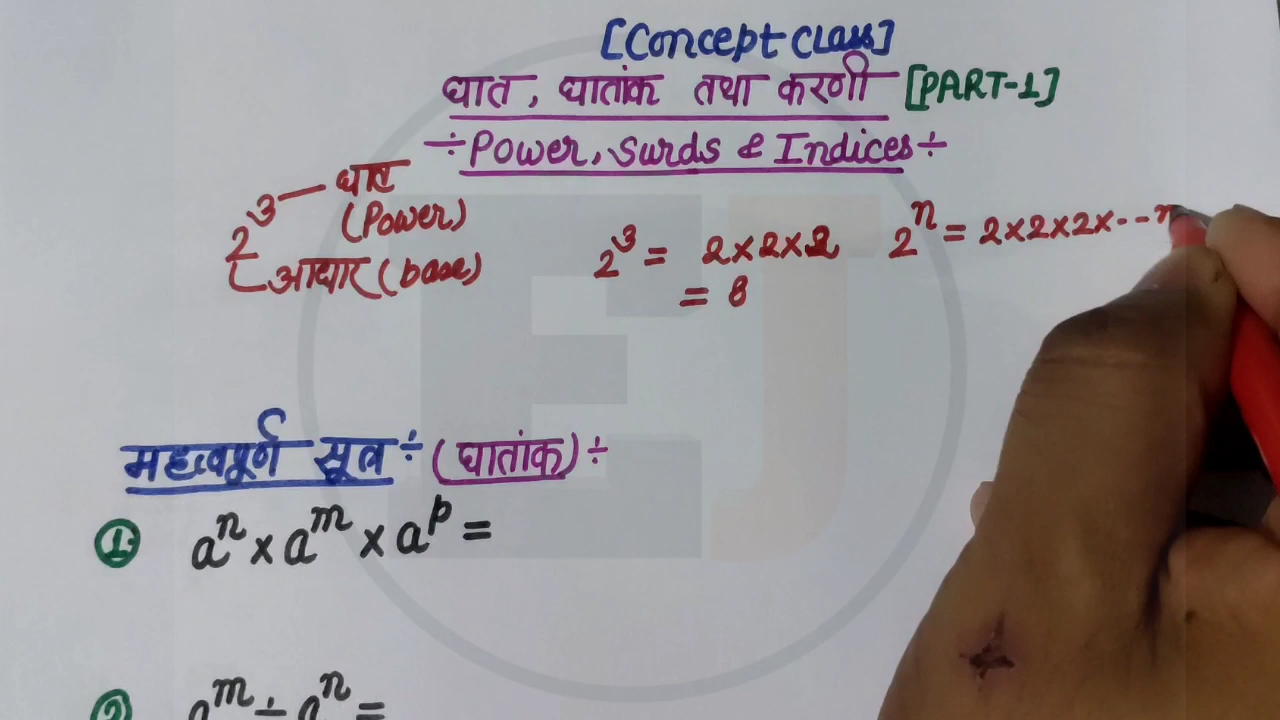 [Concept Class]
घात, घातांक तथा करणी [PART-1]
÷Power, Surds & Indices÷
2³ — घात
(Power)
आधार (base)
2³ = 2×2×2
= 8
2ⁿ = 2×2×2×--n
महत्वपूर्ण सूत्र÷ (घातांक)÷
① aⁿ × aᵐ × aᵖ =
② aᵐ ÷ aⁿ =
EJ